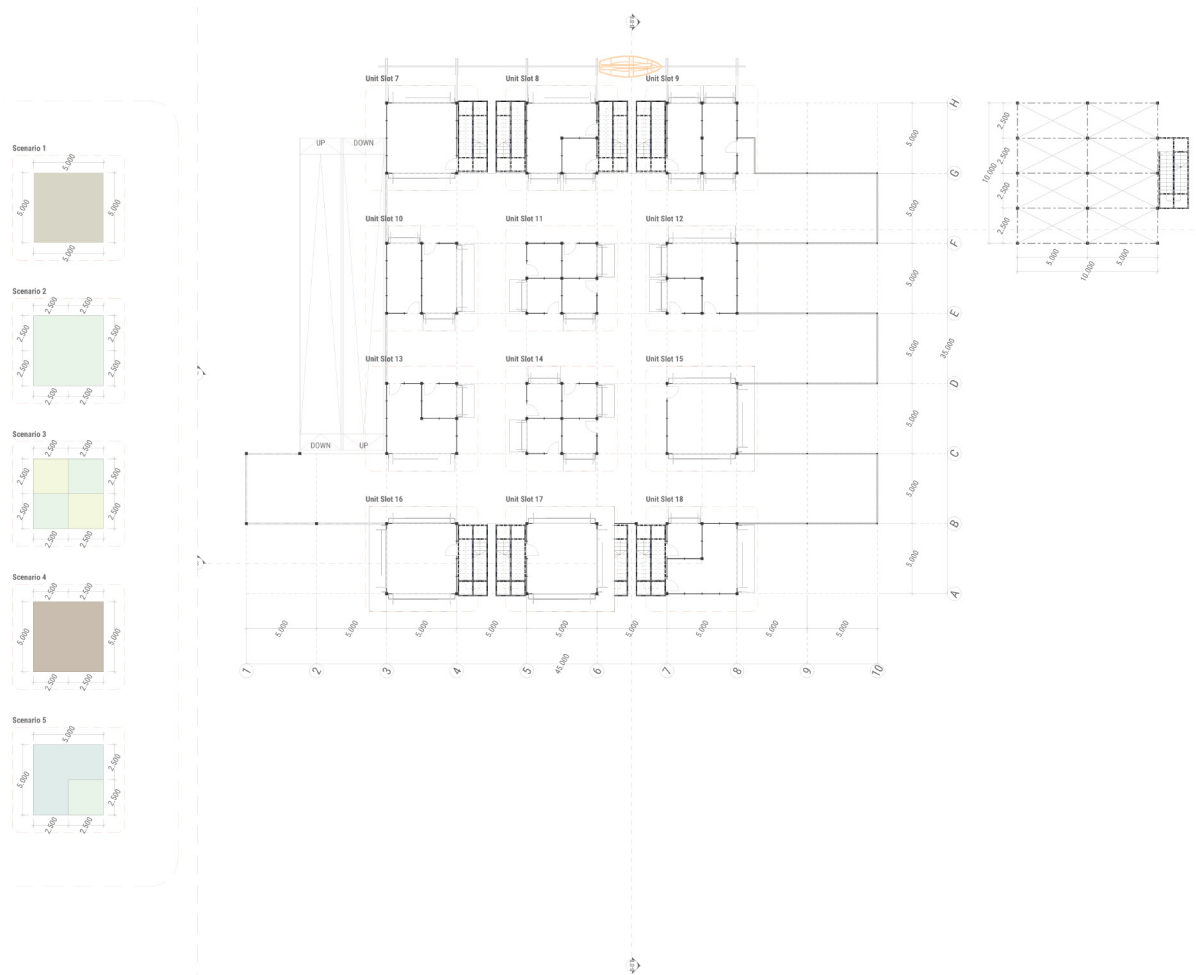 Unit Slot 7
Unit Slot 8
Unit Slot 9
H
UP
DOWN
5.000
2.500
Scenario 1
5.000
5.000
5.000
5.000
G
2.500
10.000
2.500
Unit Slot 10
Unit Slot 11
Unit Slot 12
5.000
2.500
F
5.000
5.000
10.000
5.000
Scenario 2
2.500
2.500
2.500
2.500
2.500
2.500
2.500
2.500
E
Unit Slot 13
Unit Slot 14
Unit Slot 15
5.000
35.000
D
5.000
Scenario 3
2.500
2.500
2.500
2.500
2.500
2.500
2.500
2.500
DOWN
UP
C
5.000
Unit Slot 16
Unit Slot 17
Unit Slot 18
B
5.000
A
Scenario 4
2.500
2.500
5.000
5.000
2.500
2.500
5.000
5.000
5.000
5.000
5.000
5.000
5.000
5.000
5.000
45.000
1
2
3
4
5
6
7
8
9
10
Scenario 5
5.000
5.000
2.500
2.500
2.500
2.500